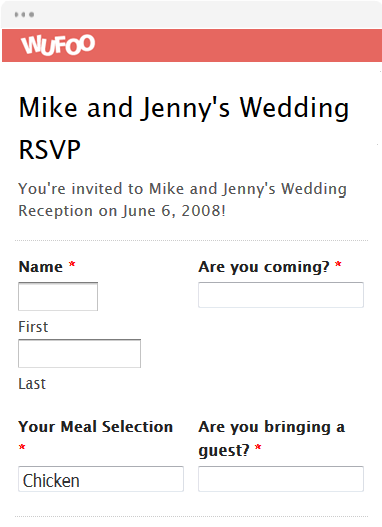 WUFOO
Mike and Jenny's Wedding
RSVP
You're invited to Mike and Jenny's Wedding
Reception on June 6, 2008!
Name *
First
Last
Are you coming? *
Your Meal Selection
*
Chicken
Are you bringing a
guest? *